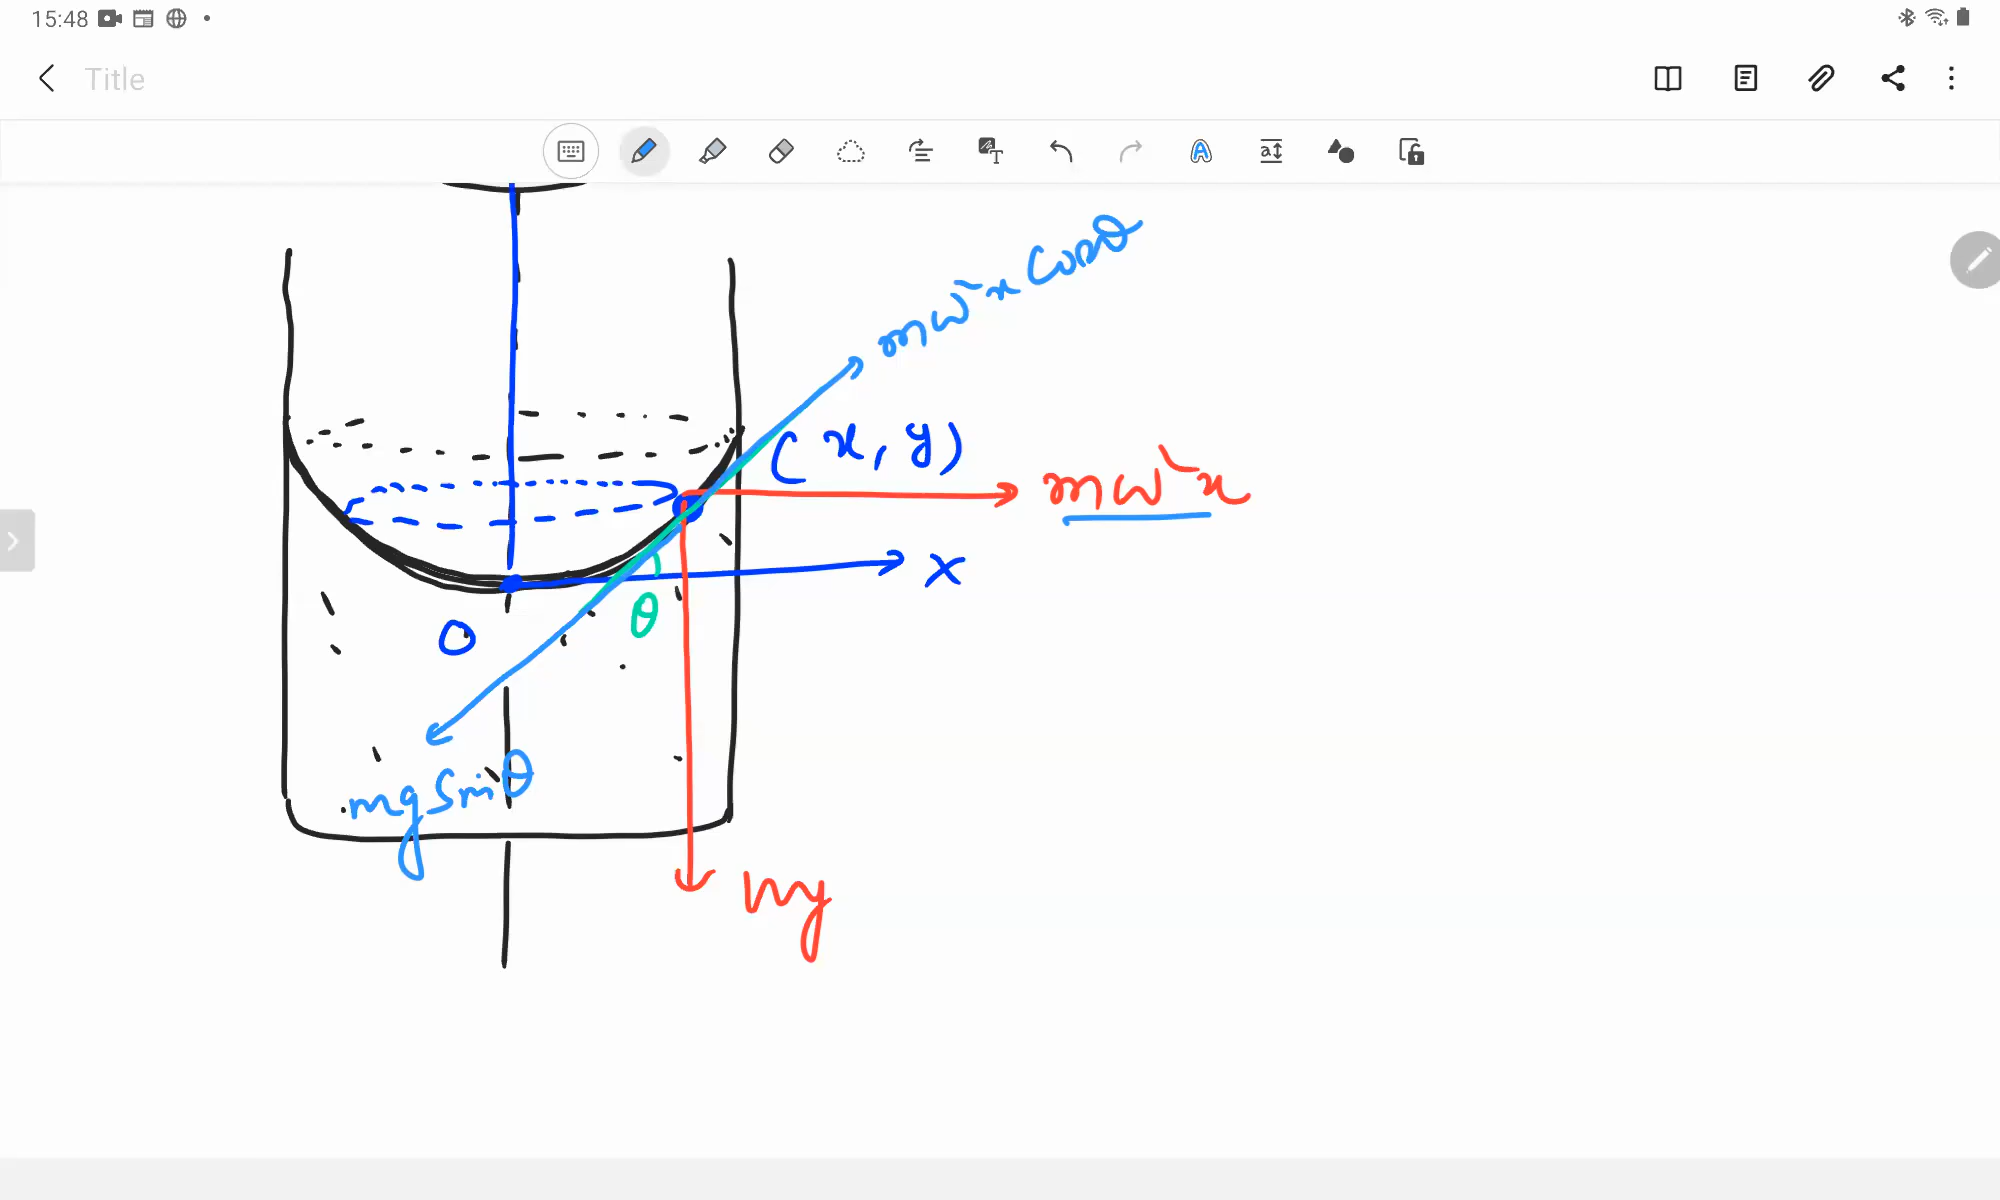 15:48
Title
mω²x Cosθ
(x, y)
mω²x
X
θ
O
mg Sinθ
mg